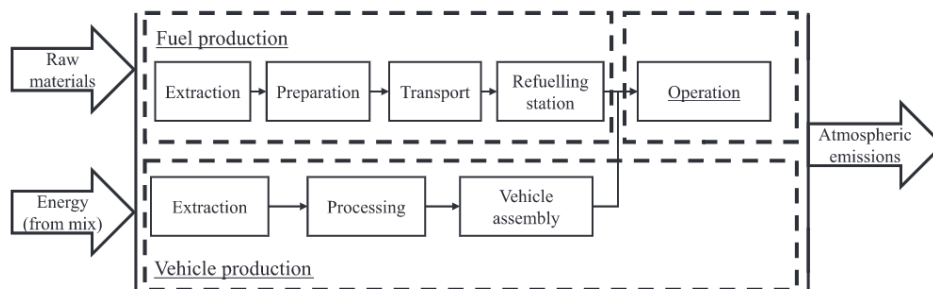 Fuel production
Raw
materials
Extraction
Preparation
Transport
Refuelling
station
Operation
Atmospheric
emissions
Energy
(from mix)
Extraction
Processing
Vehicle
assembly
Vehicle production